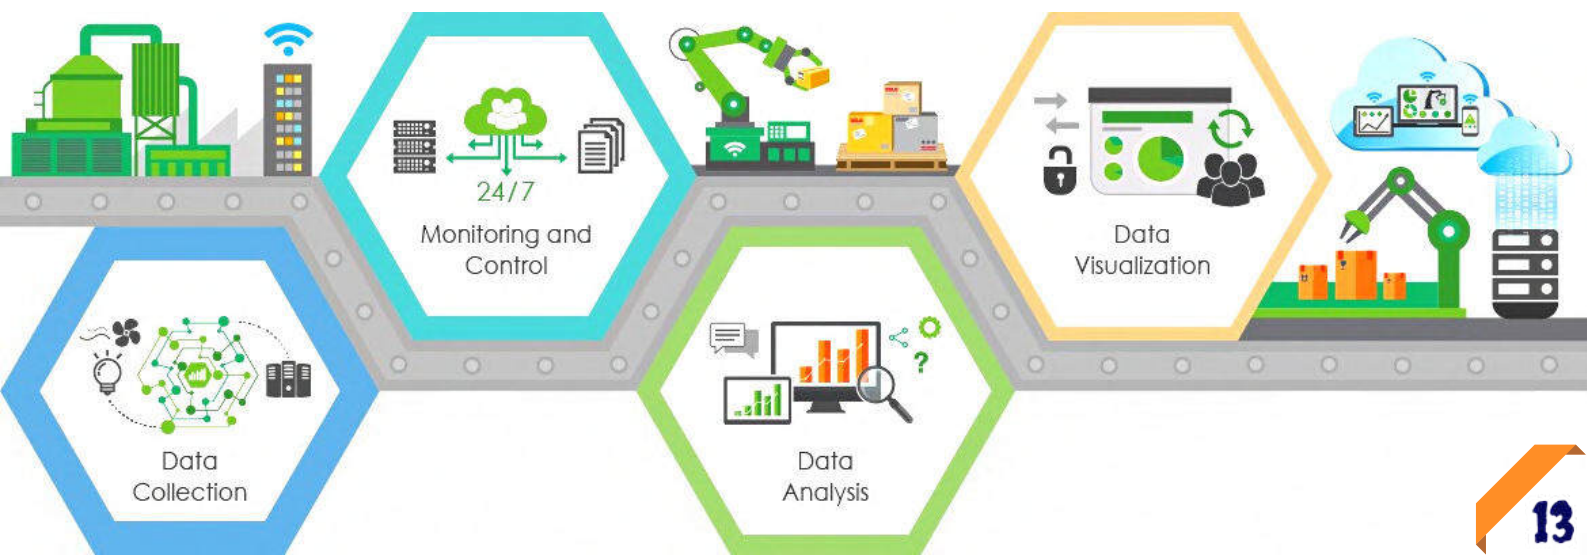 24/7
Monitoring and
Control
Data
Visualization
Data
Collection
Data
Analysis
13